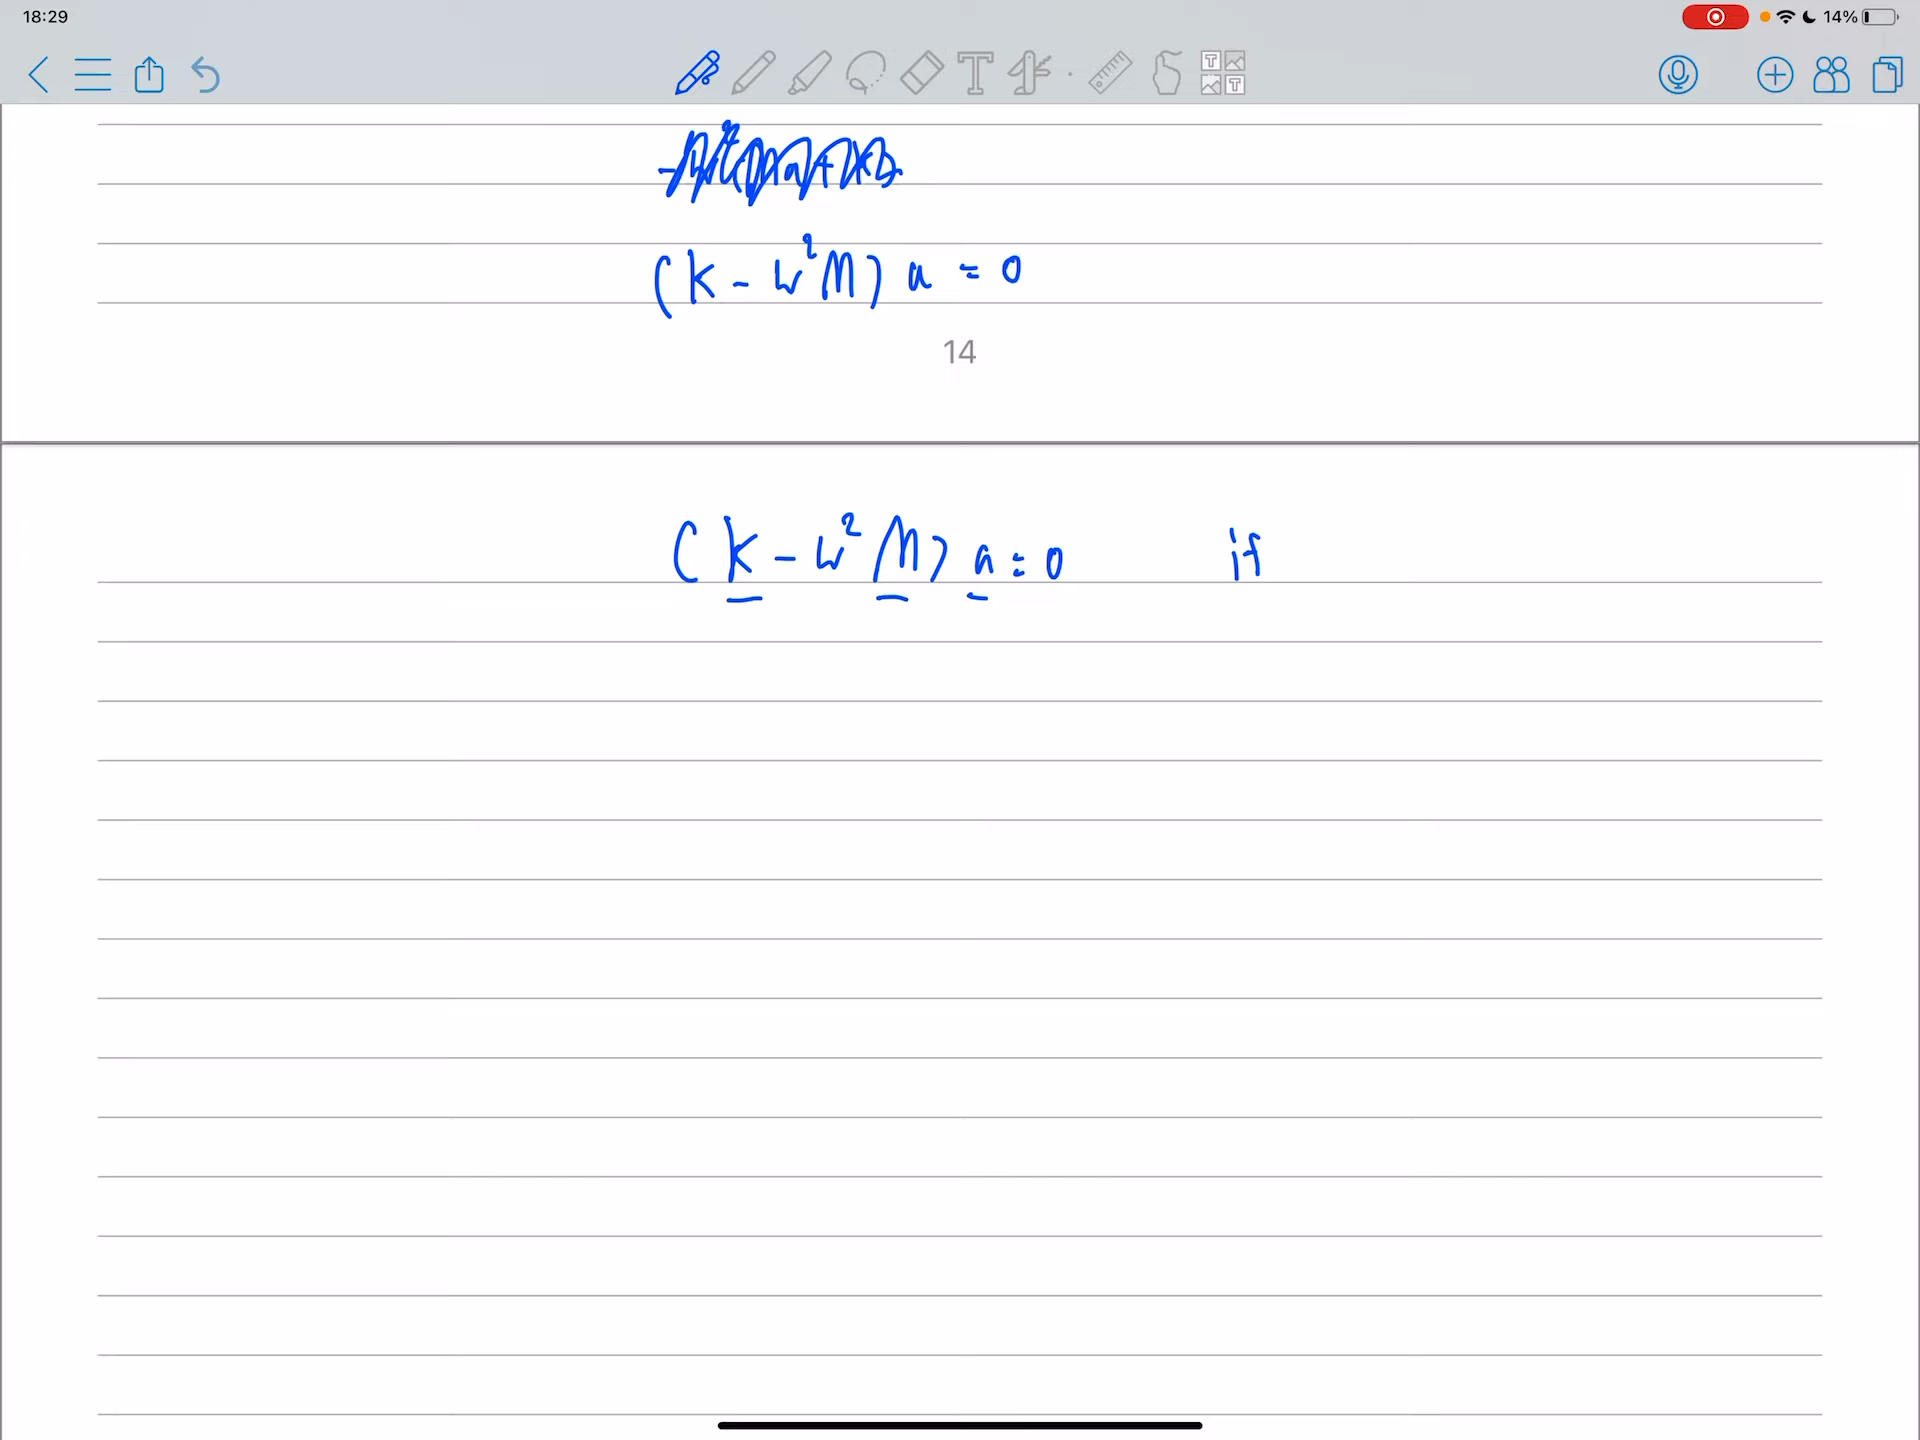 18:29
14%
(K - ω²M) a = 0
14
(K - ω²M) a = 0 if